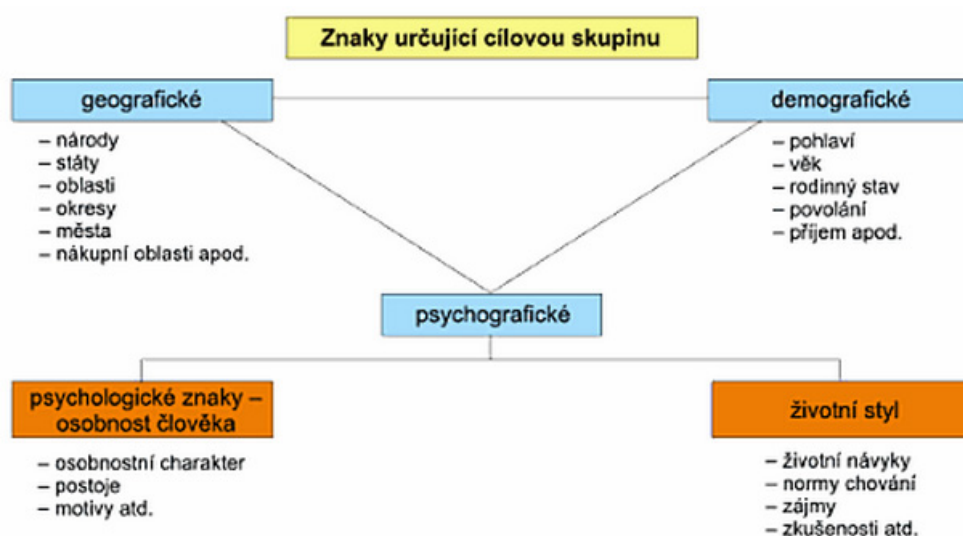 Znaky určující cílovou skupinu
geografické
– národy
– státy
– oblasti
– okresy
– města
– nákupní oblasti apod.
demografické
– pohlaví
– věk
– rodinný stav
– povolání
– příjem apod.
psychografické
psychologické znaky –
osobnost člověka
– osobnostní charakter
– postoje
– motivy atd.
životní styl
– životní návyky
– normy chování
– zájmy
– zkušenosti atd.